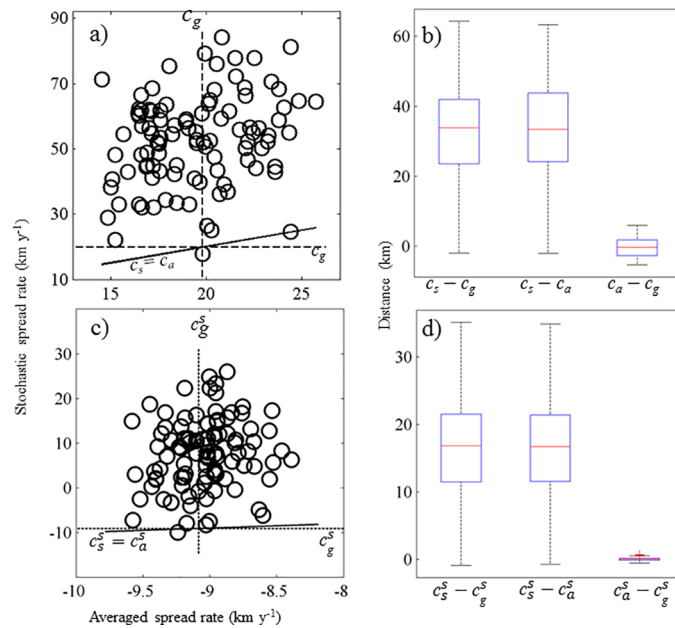 Stochastic spread rate (km y⁻¹)
a)
c_g
90
70
50
30
10
c_s = c_a
c_g
15
20
25
b)
Distance (km)
60
40
20
0
c_s − c_g
c_s − c_a
c_a − c_g
c)
c_g^s
30
20
10
0
-10
-20
c_s^s = c_a^s
c_g^s
-10
-9.5
-9
-8.5
-8
Averaged spread rate (km y⁻¹)
d)
30
20
10
0
c_s^s − c_g^s
c_s^s − c_a^s
c_a^s − c_g^s